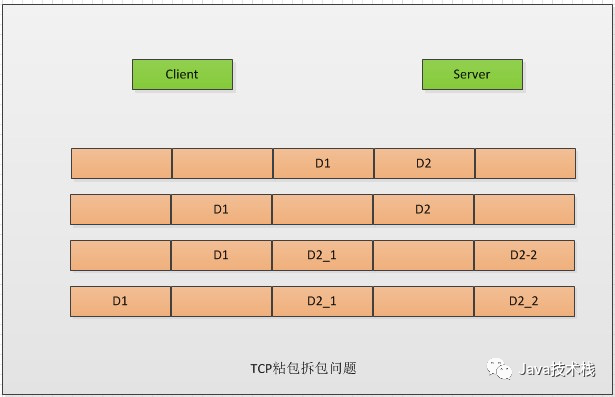 Client Server
D1 D2
D1 D2
D1 D2_1 D2-2
D1 D2_1 D2_2
TCP粘包拆包问题
Java技术栈